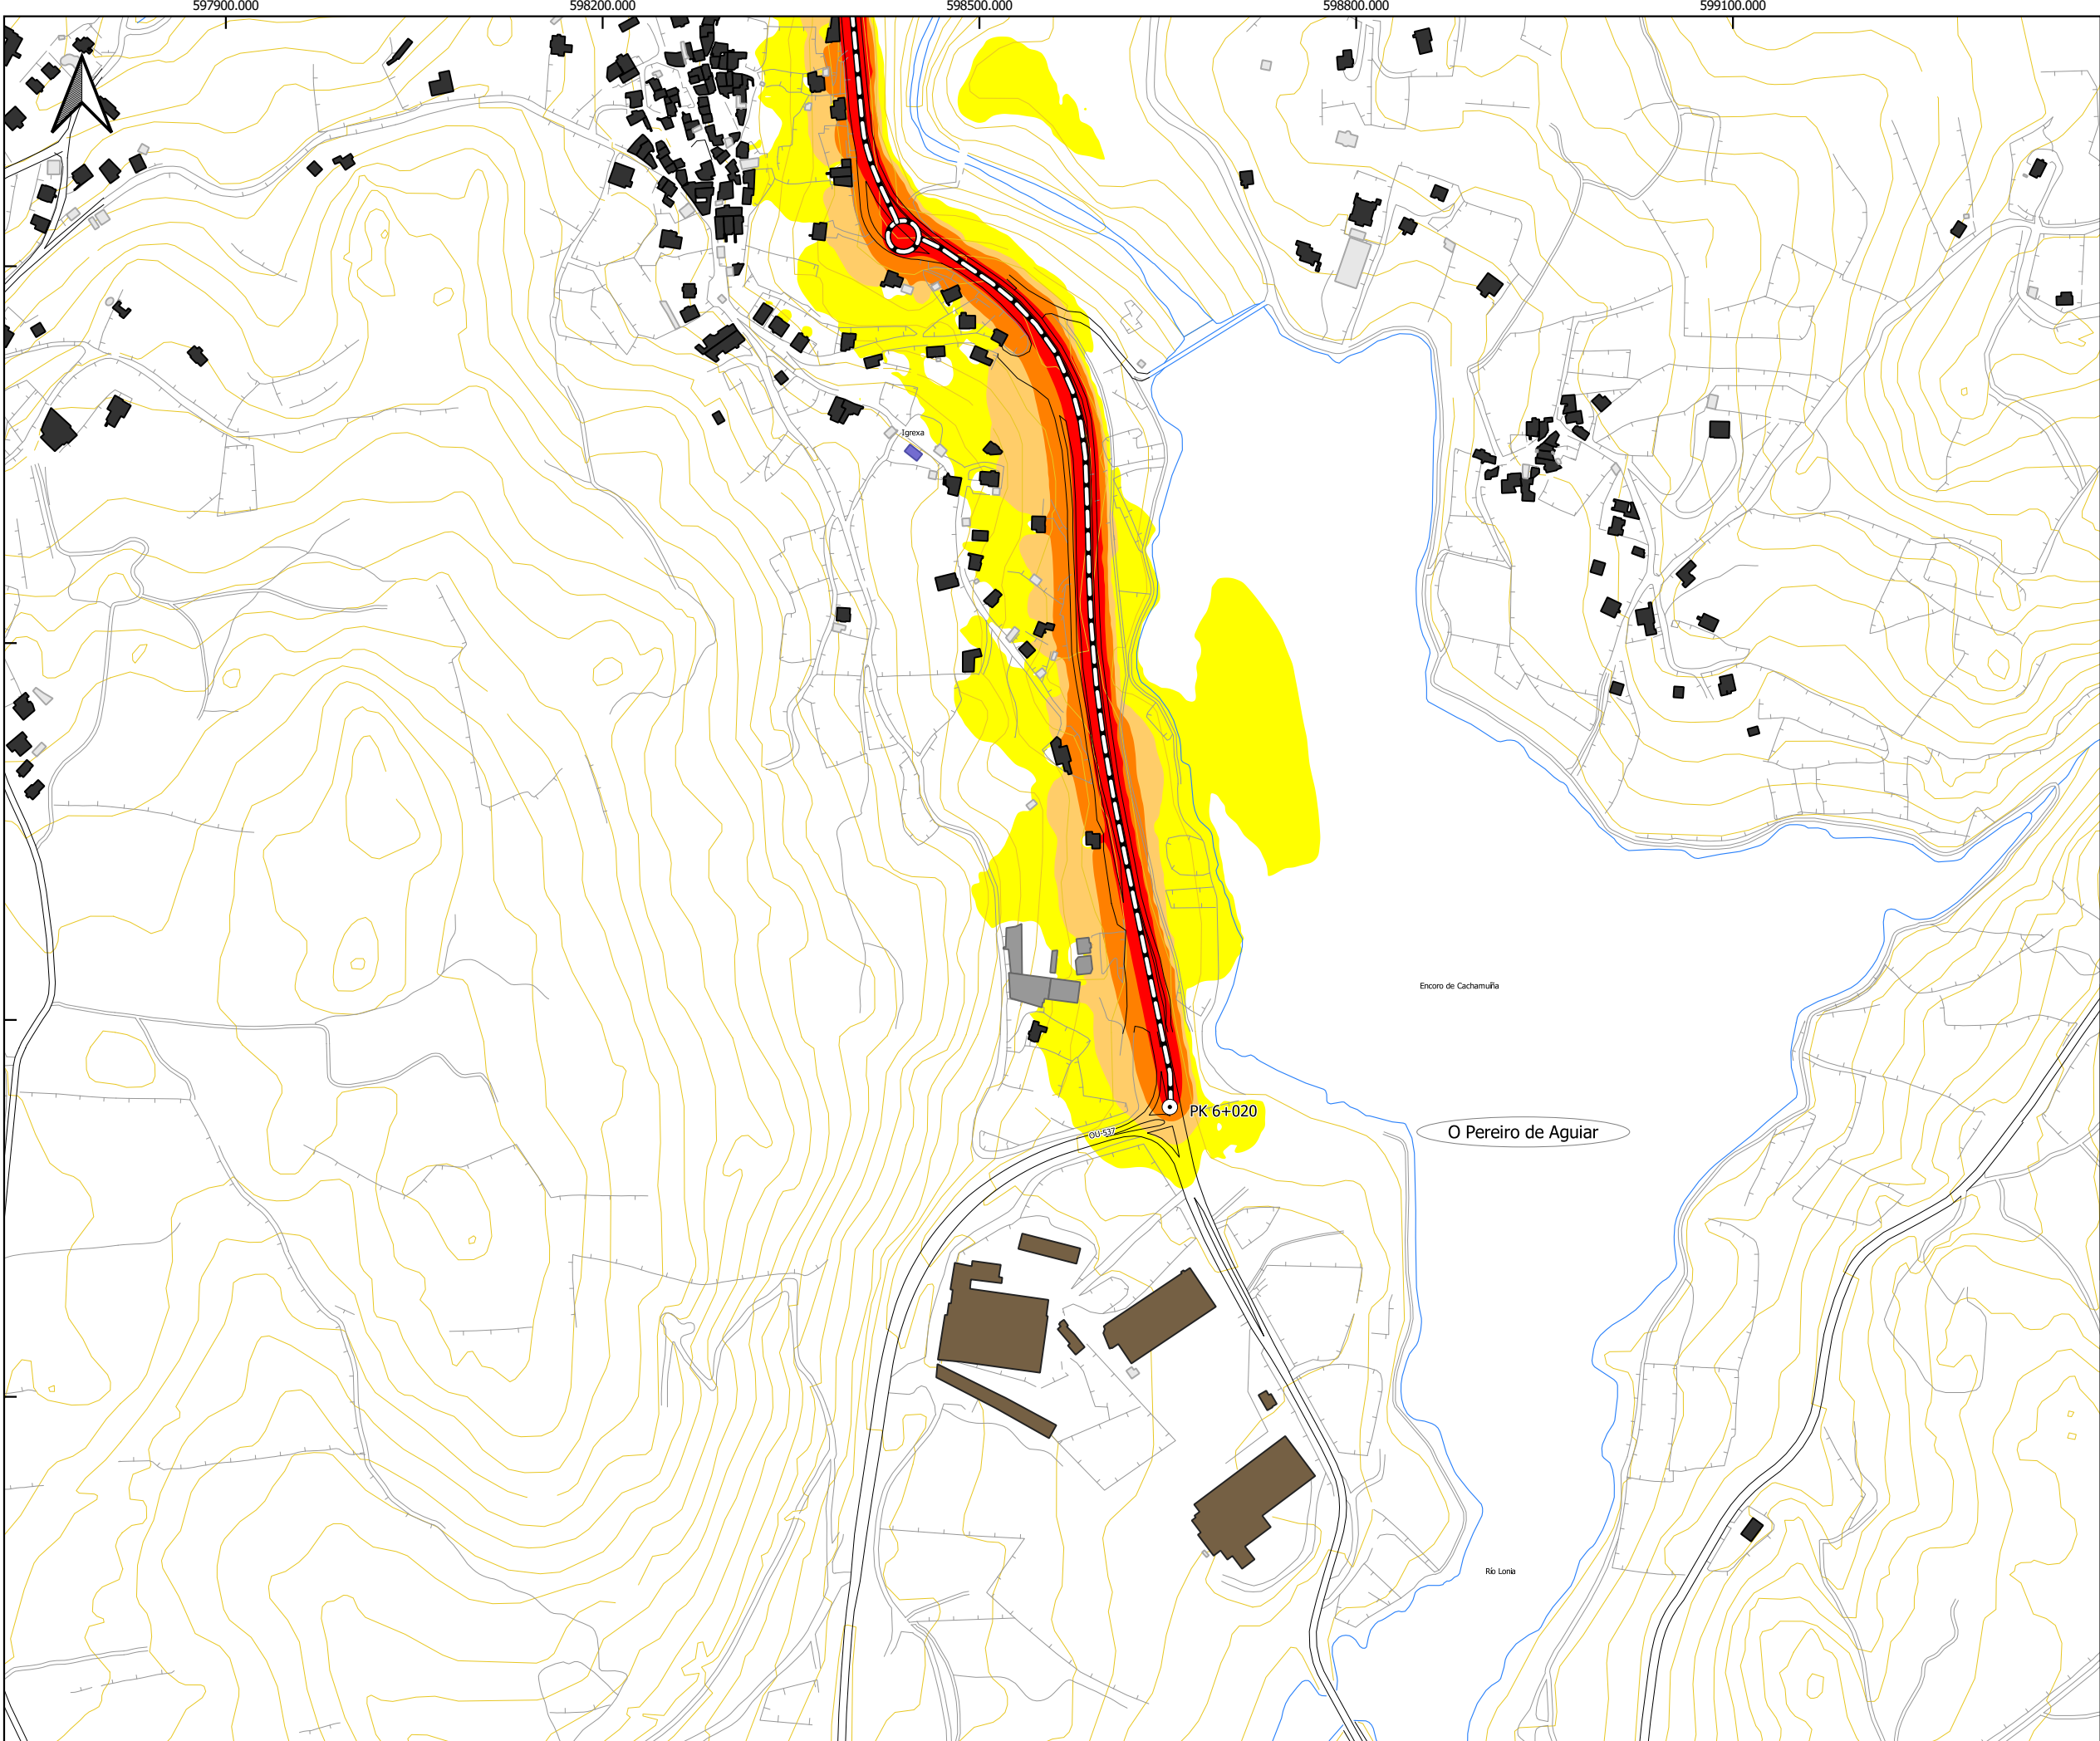 597900.000
598200.000
598500.000
598800.000
599100.000
Igrexa
Encoro de Cachamuíña
PK 6+020
OU-537
O Pereiro de Aguiar
Río Lonia